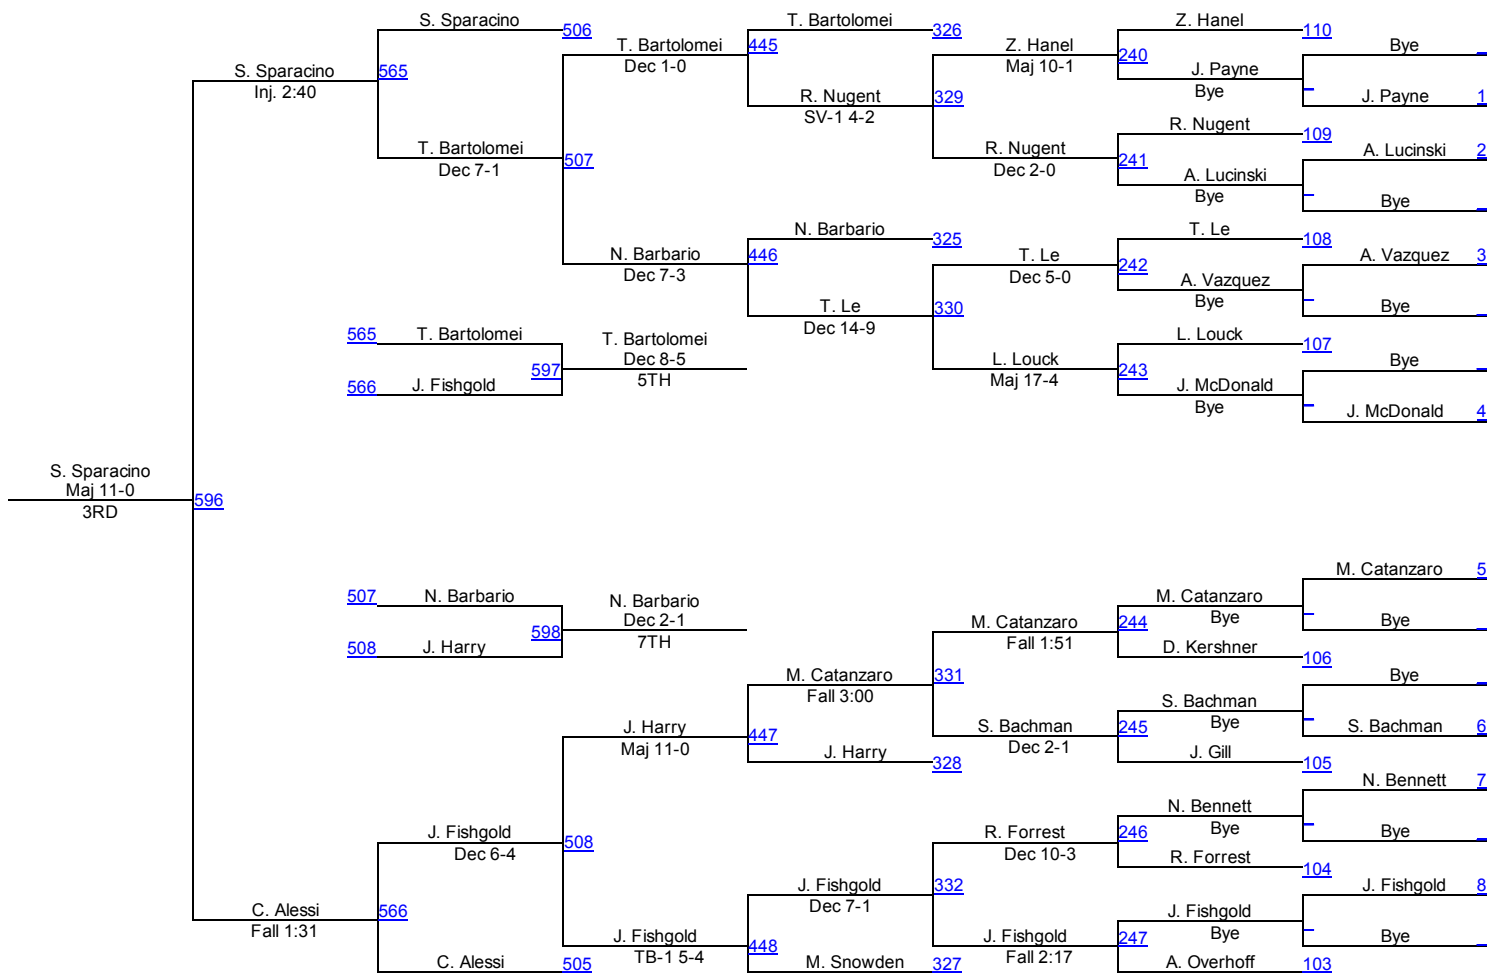 S. Sparacino
506
T. Bartolomei
Dec 1-0
445
T. Bartolomei
326
Z. Hanel
Maj 10-1
240
Z. Hanel
110
Bye
J. Payne
Bye
J. Payne
1
S. Sparacino
Inj. 2:40
565
R. Nugent
SV-1 4-2
329
R. Nugent
109
A. Lucinski
2
T. Bartolomei
Dec 7-1
507
R. Nugent
Dec 2-0
241
A. Lucinski
Bye
Bye
N. Barbario
325
T. Le
108
N. Barbario
Dec 7-3
446
T. Le
Dec 5-0
242
A. Vazquez
3
A. Vazquez
Bye
Bye
T. Le
Dec 14-9
330
565
T. Bartolomei
597
T. Bartolomei
Dec 8-5
5TH
566
J. Fishgold
L. Louck
Maj 17-4
243
L. Louck
107
Bye
J. McDonald
Bye
J. McDonald
4
S. Sparacino
Maj 11-0
3RD
596
507
N. Barbario
598
N. Barbario
Dec 2-1
7TH
508
J. Harry
M. Catanzaro
Fall 1:51
244
M. Catanzaro
Bye
M. Catanzaro
5
Bye
D. Kershner
106
M. Catanzaro
Fall 3:00
331
Bye
J. Harry
Maj 11-0
447
S. Bachman
Dec 2-1
245
S. Bachman
Bye
S. Bachman
6
J. Harry
328
J. Gill
105
N. Bennett
7
J. Fishgold
Dec 6-4
508
R. Forrest
Dec 10-3
246
N. Bennett
Bye
Bye
R. Forrest
104
J. Fishgold
Dec 7-1
332
J. Fishgold
8
C. Alessi
Fall 1:31
566
J. Fishgold
TB-1 5-4
448
J. Fishgold
Fall 2:17
247
J. Fishgold
Bye
Bye
C. Alessi
505
M. Snowden
327
A. Overhoff
103